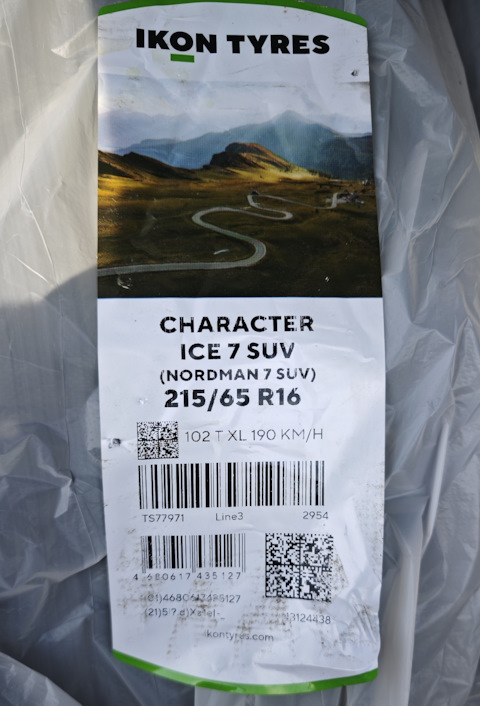 IKON TYRES
CHARACTER
ICE 7 SUV
(NORDMAN 7 SUV)
215/65 R16
102 T XL 190 KM/H
TS77971 Line3 2954
4 680617 435127
ikontyres.com